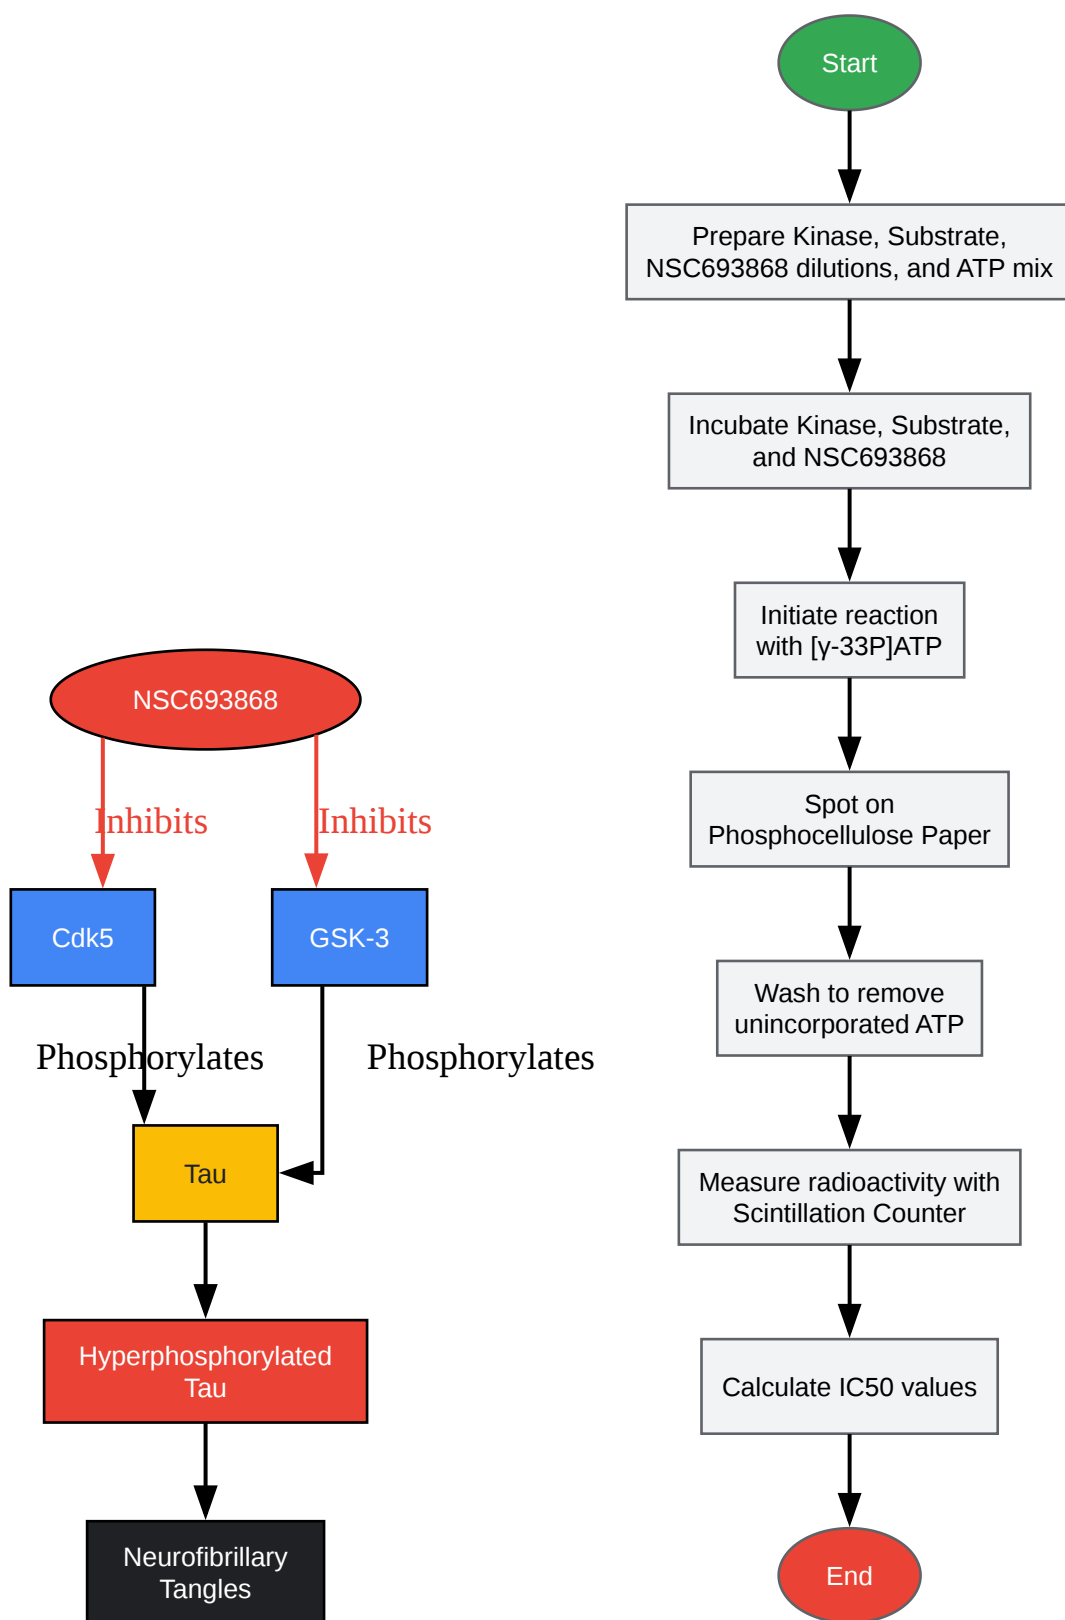 NSC693868
Inhibits
Inhibits
Cdk5
GSK-3
Phosphorylates
Phosphorylates
Tau
Hyperphosphorylated
Tau
Neurofibrillary
Tangles
Start
Prepare Kinase, Substrate,
NSC693868 dilutions, and ATP mix
Incubate Kinase, Substrate,
and NSC693868
Initiate reaction
with [γ-33P]ATP
Spot on
Phosphocellulose Paper
Wash to remove
unincorporated ATP
Measure radioactivity with
Scintillation Counter
Calculate IC50 values
End